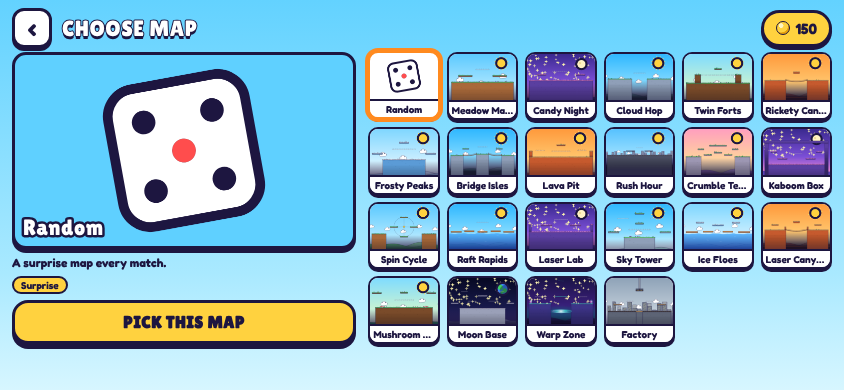 CHOOSE MAP
150
Random
A surprise map every match.
Surprise
PICK THIS MAP
Random
Meadow Ma...
Candy Night
Cloud Hop
Twin Forts
Rickety Can...
Frosty Peaks
Bridge Isles
Lava Pit
Rush Hour
Crumble Te...
Kaboom Box
Spin Cycle
Raft Rapids
Laser Lab
Sky Tower
Ice Floes
Laser Cany...
Mushroom ...
Moon Base
Warp Zone
Factory